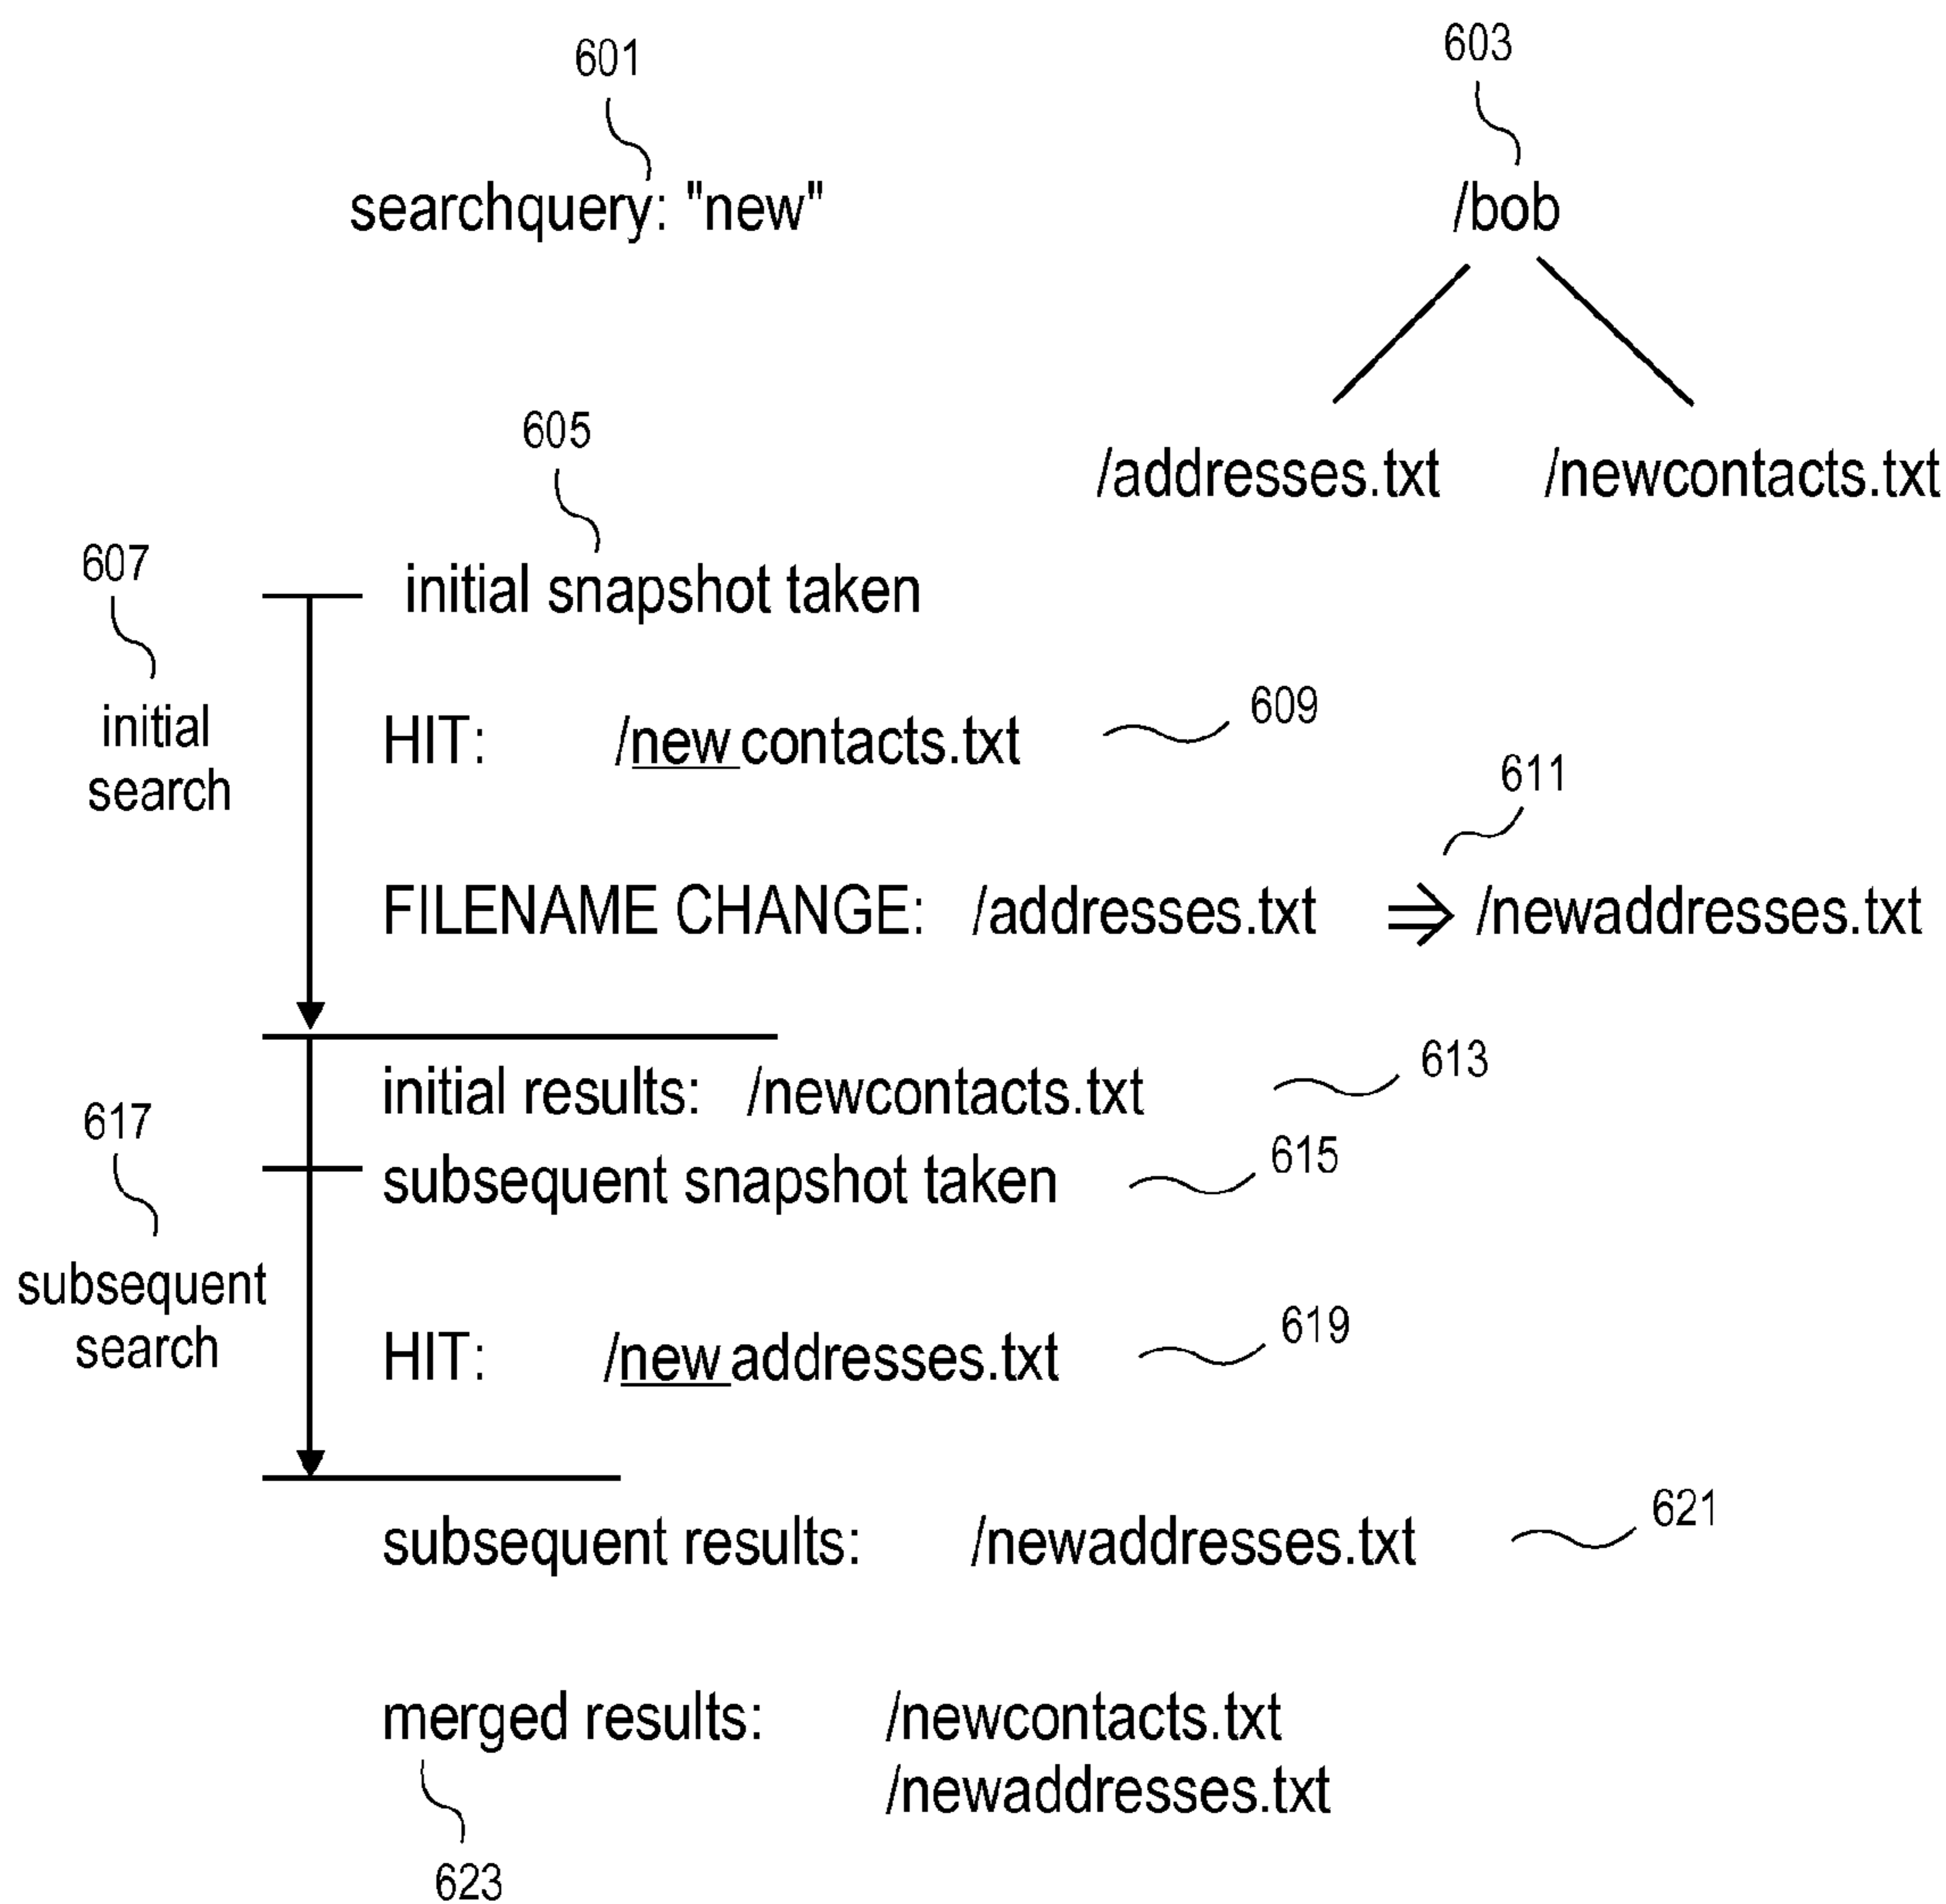 601
603
searchquery: "new"
/bob
605
/addresses.txt
/newcontacts.txt
607
initial snapshot taken
initial
search
HIT: /newcontacts.txt
609
611
FILENAME CHANGE: /addresses.txt ⇒ /newaddresses.txt
initial results: /newcontacts.txt
613
617
subsequent snapshot taken
615
subsequent
search
HIT: /newaddresses.txt
619
subsequent results: /newaddresses.txt
621
merged results: /newcontacts.txt
/newaddresses.txt
623